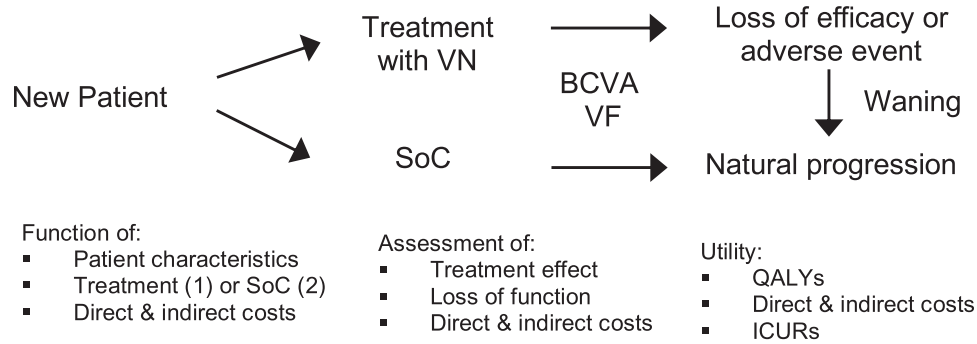 New Patient
Treatment
with VN
SoC
BCVA
VF
Loss of efficacy or
adverse event
Waning
Natural progression
Function of:
▪ Patient characteristics
▪ Treatment (1) or SoC (2)
▪ Direct & indirect costs
Assessment of:
▪ Treatment effect
▪ Loss of function
▪ Direct & indirect costs
Utility:
▪ QALYs
▪ Direct & indirect costs
▪ ICURs